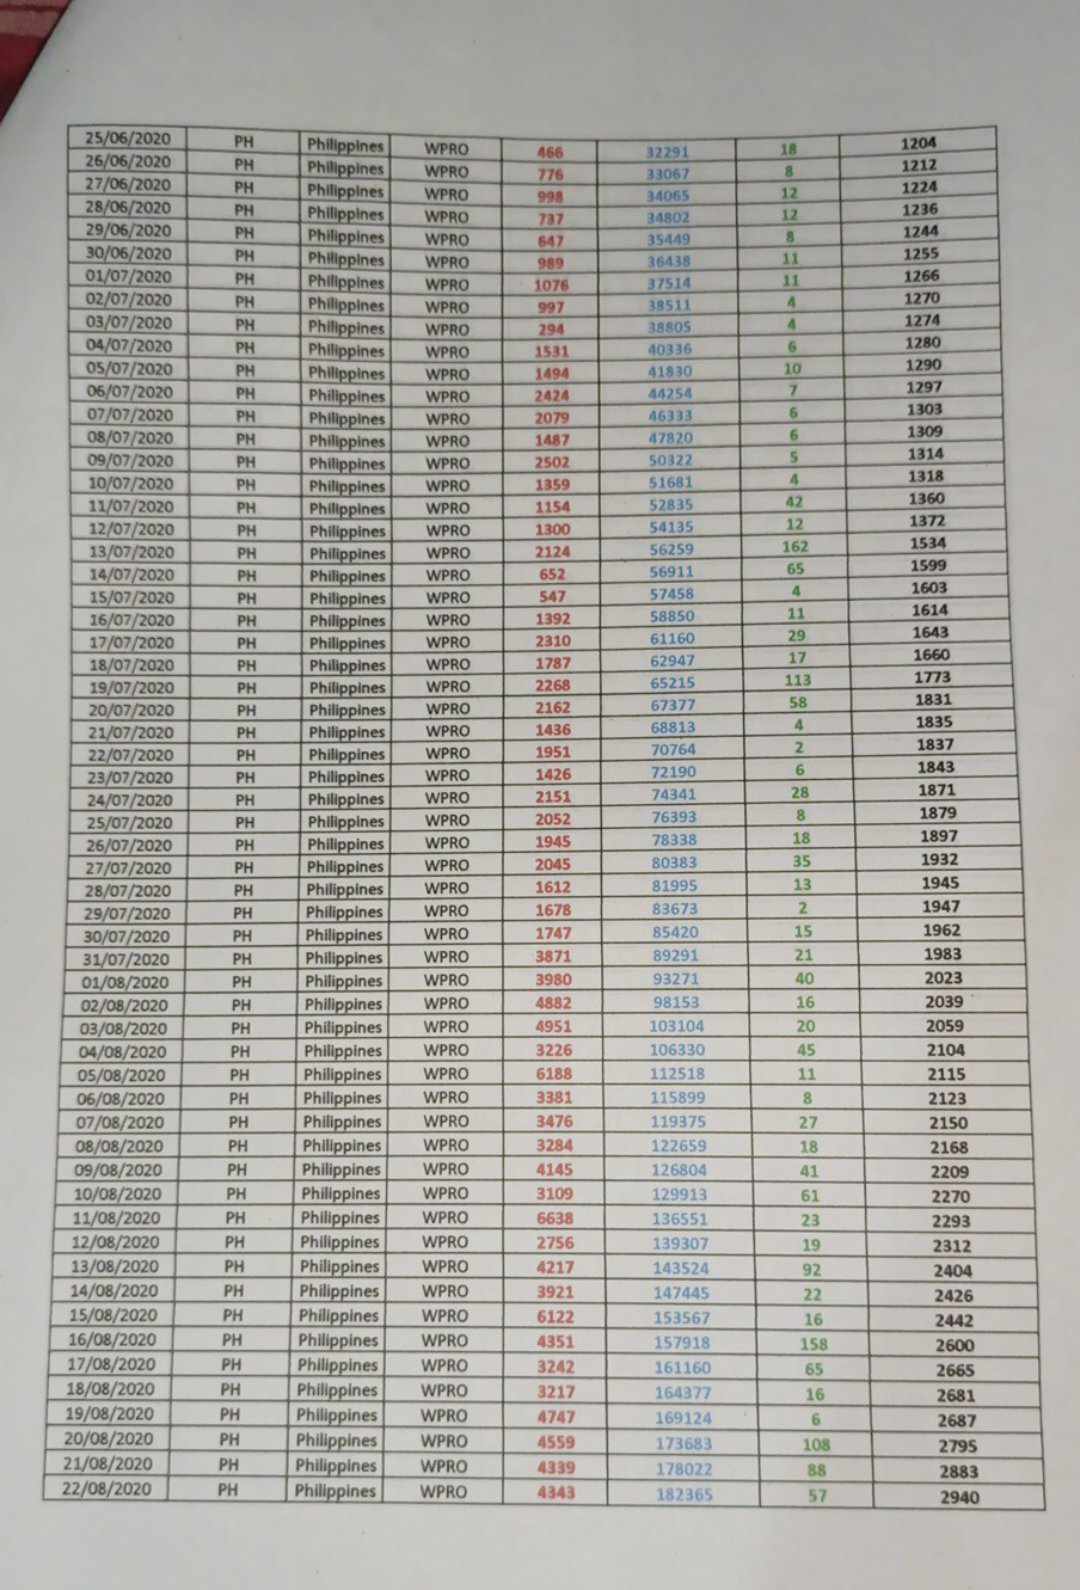 25/06/2020 PH Philippines WPRO 466 32291 18 1204
26/06/2020 PH Philippines WPRO 776 33067 8 1212
27/06/2020 PH Philippines WPRO 998 34065 12 1224
28/06/2020 PH Philippines WPRO 737 34802 12 1236
29/06/2020 PH Philippines WPRO 647 35449 8 1244
30/06/2020 PH Philippines WPRO 989 36438 11 1255
01/07/2020 PH Philippines WPRO 1076 37514 11 1266
02/07/2020 PH Philippines WPRO 997 38511 4 1270
03/07/2020 PH Philippines WPRO 294 38805 4 1274
04/07/2020 PH Philippines WPRO 1531 40336 6 1280
05/07/2020 PH Philippines WPRO 1494 41830 10 1290
06/07/2020 PH Philippines WPRO 2424 44254 7 1297
07/07/2020 PH Philippines WPRO 2079 46333 6 1303
08/07/2020 PH Philippines WPRO 1487 47820 6 1309
09/07/2020 PH Philippines WPRO 2502 50322 5 1314
10/07/2020 PH Philippines WPRO 1359 51681 4 1318
11/07/2020 PH Philippines WPRO 1154 52835 42 1360
12/07/2020 PH Philippines WPRO 1300 54135 12 1372
13/07/2020 PH Philippines WPRO 2124 56259 162 1534
14/07/2020 PH Philippines WPRO 652 56911 65 1599
15/07/2020 PH Philippines WPRO 547 57458 4 1603
16/07/2020 PH Philippines WPRO 1392 58850 11 1614
17/07/2020 PH Philippines WPRO 2310 61160 29 1643
18/07/2020 PH Philippines WPRO 1787 62947 17 1660
19/07/2020 PH Philippines WPRO 2268 65215 113 1773
20/07/2020 PH Philippines WPRO 2162 67377 58 1831
21/07/2020 PH Philippines WPRO 1436 68813 4 1835
22/07/2020 PH Philippines WPRO 1951 70764 2 1837
23/07/2020 PH Philippines WPRO 1426 72190 6 1843
24/07/2020 PH Philippines WPRO 2151 74341 28 1871
25/07/2020 PH Philippines WPRO 2052 76393 8 1879
26/07/2020 PH Philippines WPRO 1945 78338 18 1897
27/07/2020 PH Philippines WPRO 2045 80383 35 1932
28/07/2020 PH Philippines WPRO 1612 81995 13 1945
29/07/2020 PH Philippines WPRO 1678 83673 2 1947
30/07/2020 PH Philippines WPRO 1747 85420 15 1962
31/07/2020 PH Philippines WPRO 3871 89291 21 1983
01/08/2020 PH Philippines WPRO 3980 93271 40 2023
02/08/2020 PH Philippines WPRO 4882 98153 16 2039
03/08/2020 PH Philippines WPRO 4951 103104 20 2059
04/08/2020 PH Philippines WPRO 3226 106330 45 2104
05/08/2020 PH Philippines WPRO 6188 112518 11 2115
06/08/2020 PH Philippines WPRO 3381 115899 8 2123
07/08/2020 PH Philippines WPRO 3476 119375 27 2150
08/08/2020 PH Philippines WPRO 3284 122659 18 2168
09/08/2020 PH Philippines WPRO 4145 126804 41 2209
10/08/2020 PH Philippines WPRO 3109 129913 61 2270
11/08/2020 PH Philippines WPRO 6638 136551 23 2293
12/08/2020 PH Philippines WPRO 2756 139307 19 2312
13/08/2020 PH Philippines WPRO 4217 143524 92 2404
14/08/2020 PH Philippines WPRO 3921 147445 22 2426
15/08/2020 PH Philippines WPRO 6122 153567 16 2442
16/08/2020 PH Philippines WPRO 4351 157918 158 2600
17/08/2020 PH Philippines WPRO 3242 161160 65 2665
18/08/2020 PH Philippines WPRO 3217 164377 16 2681
19/08/2020 PH Philippines WPRO 4747 169124 6 2687
20/08/2020 PH Philippines WPRO 4559 173683 108 2795
21/08/2020 PH Philippines WPRO 4339 178022 88 2883
22/08/2020 PH Philippines WPRO 4343 182365 57 2940